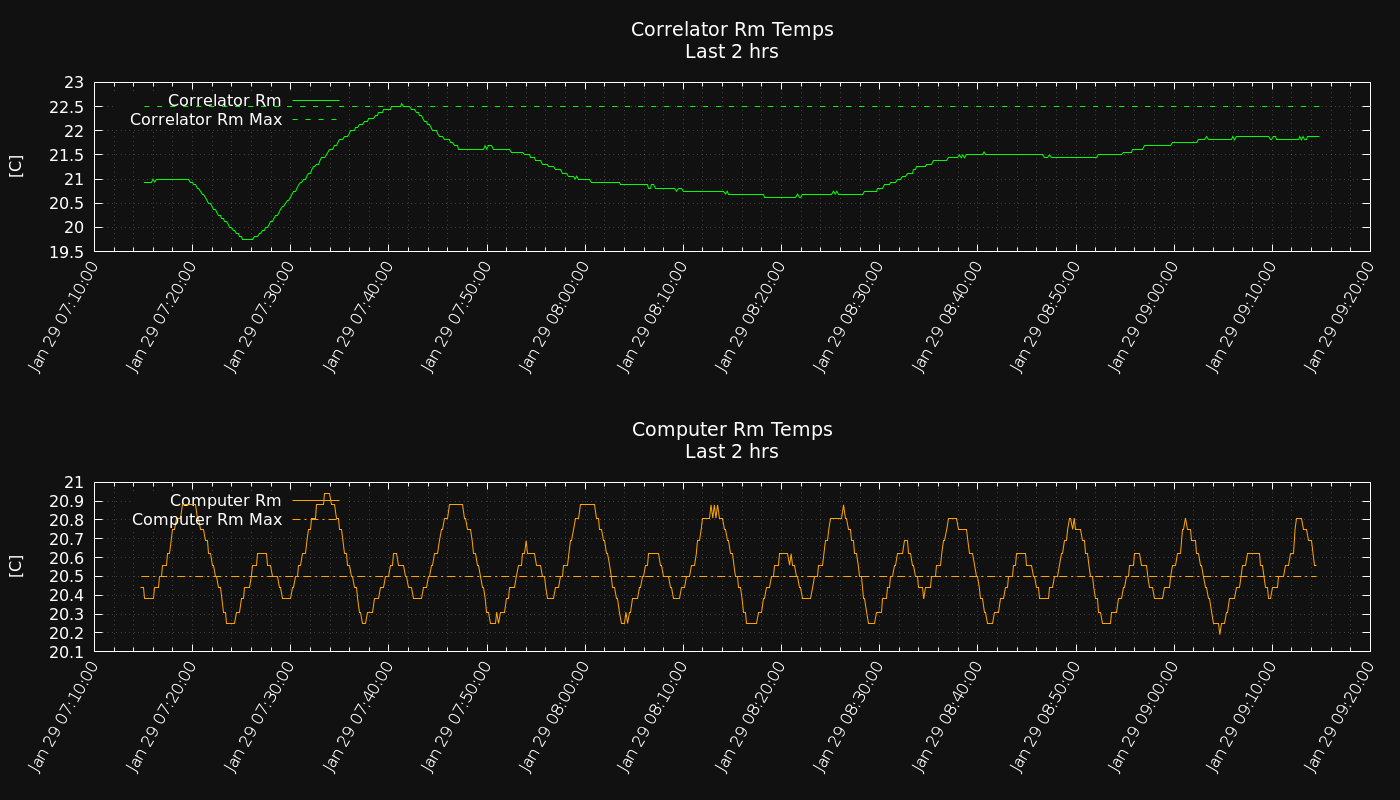 Correlator Rm Temps
Last 2 hrs
23
22.5
22
21.5
21
20.5
20
19.5
[C]
Correlator Rm
Correlator Rm Max
Jan 29 07:10:00
Jan 29 07:20:00
Jan 29 07:30:00
Jan 29 07:40:00
Jan 29 07:50:00
Jan 29 08:00:00
Jan 29 08:10:00
Jan 29 08:20:00
Jan 29 08:30:00
Jan 29 08:40:00
Jan 29 08:50:00
Jan 29 09:00:00
Jan 29 09:10:00
Jan 29 09:20:00
Computer Rm Temps
Last 2 hrs
21
20.9
20.8
20.7
20.6
20.5
20.4
20.3
20.2
20.1
[C]
Computer Rm
Computer Rm Max
Jan 29 07:10:00
Jan 29 07:20:00
Jan 29 07:30:00
Jan 29 07:40:00
Jan 29 07:50:00
Jan 29 08:00:00
Jan 29 08:10:00
Jan 29 08:20:00
Jan 29 08:30:00
Jan 29 08:40:00
Jan 29 08:50:00
Jan 29 09:00:00
Jan 29 09:10:00
Jan 29 09:20:00